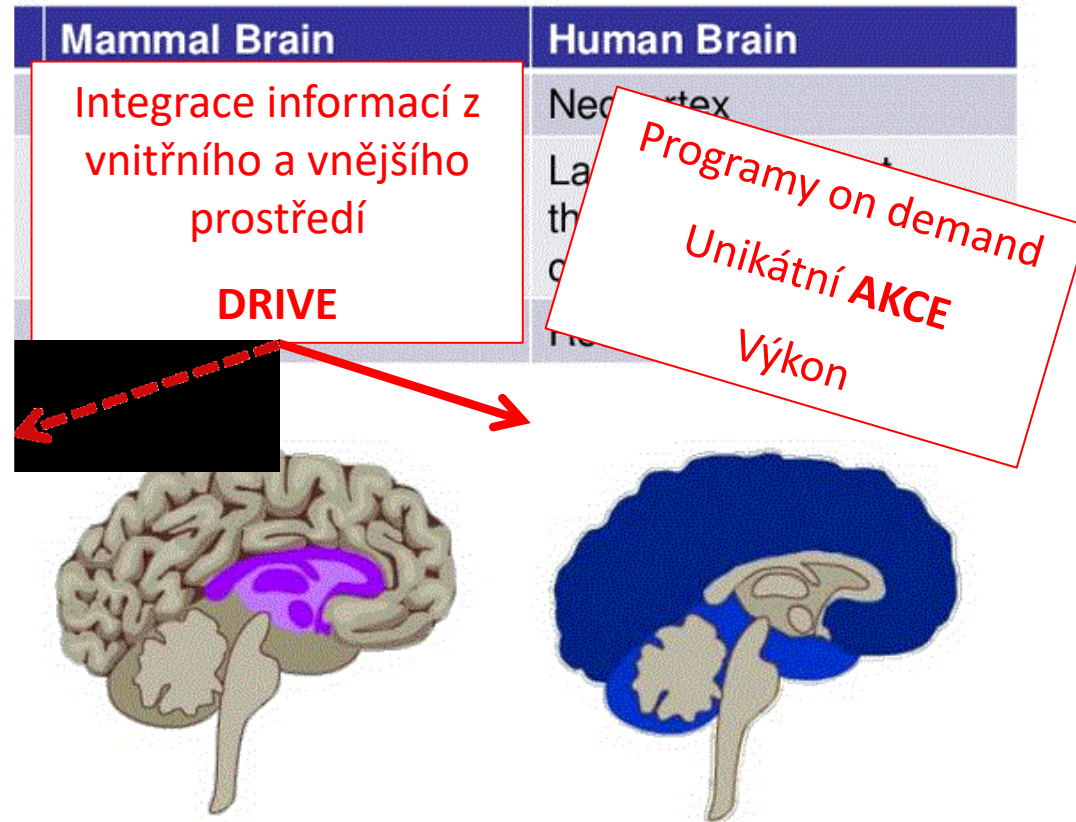 Mammal Brain
Human Brain
Integrace informací z
vnitřního a vnějšího
prostředí
DRIVE
Programy on demand
Unikátní AKCE
Výkon